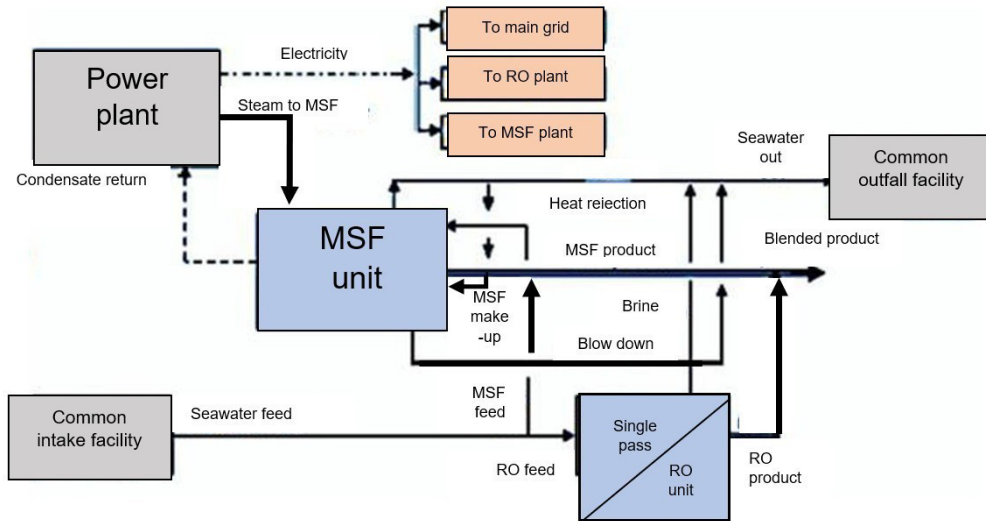 To main grid
Electricity
Power
plant
To RO plant
Steam to MSF
To MSF plant
Seawater
out
Common
outfall facility
Condensate return
Heat reiection
MSF
unit
MSF product
Blended product
MSF
make
-up
Brine
Blow down
Common
intake facility
Seawater feed
MSF
feed
Single
pass
RO feed
RO
unit
RO
product